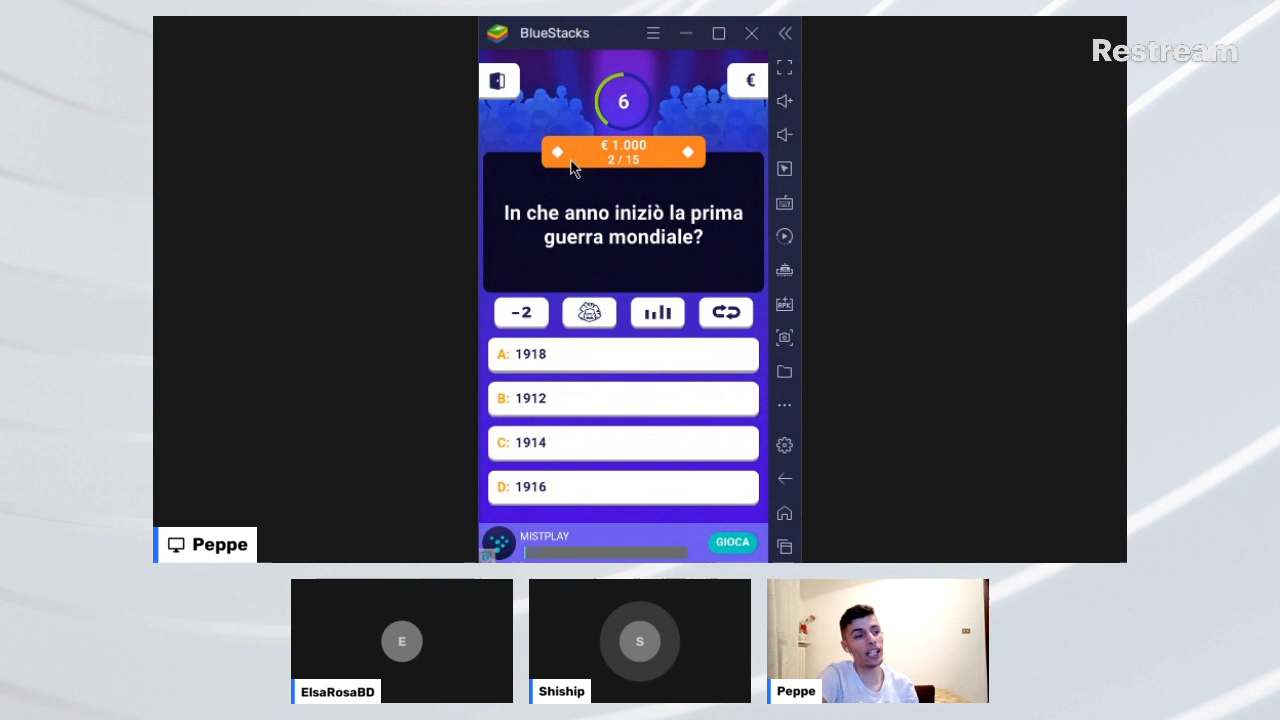 BlueStacks
Restream
€
6
€ 1.000
2 / 15
In che anno iniziò la prima
guerra mondiale?
-2
A: 1918
B: 1912
C: 1914
D: 1916
MISTPLAY
GIOCA
Peppe
E
S
ElsaRosaBD
Shiship
Peppe